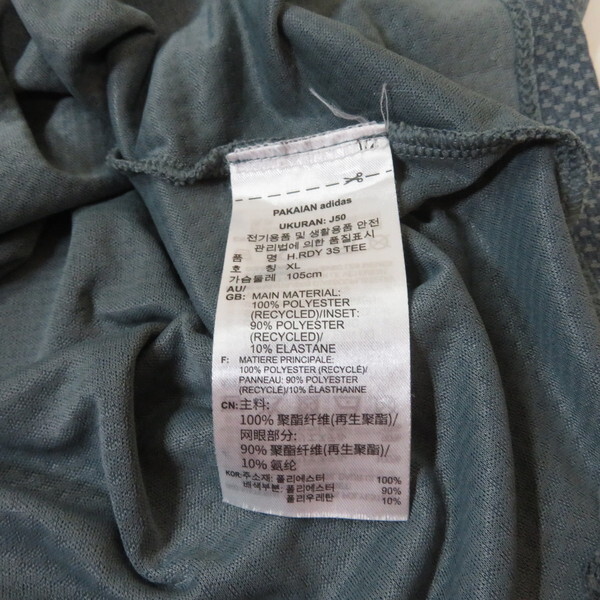 1/2
PAKAIAN adidas
UKURAN: J50
전기용품 및 생활용품 안전
관리법에 의한 품질표시
품 명 H.RDY 3S TEE
호 칭 XL
가슴둘레 105cm
AU/
GB: MAIN MATERIAL:
100% POLYESTER
(RECYCLED)/INSET:
90% POLYESTER
(RECYCLED)/
10% ELASTANE
F: MATIERE PRINCIPALE:
100% POLYESTER (RECYCLÉ)/
PANNEAU: 90% POLYESTER
(RECYCLÉ)/10% ÉLASTHANNE
CN: 主料:
100% 聚酯纤维(再生聚酯)/
网眼部分:
90% 聚酯纤维(再生聚酯)/
10% 氨纶
KOR: 주소재: 폴리에스터 100%
배색부분: 폴리에스터 90%
폴리우레탄 10%